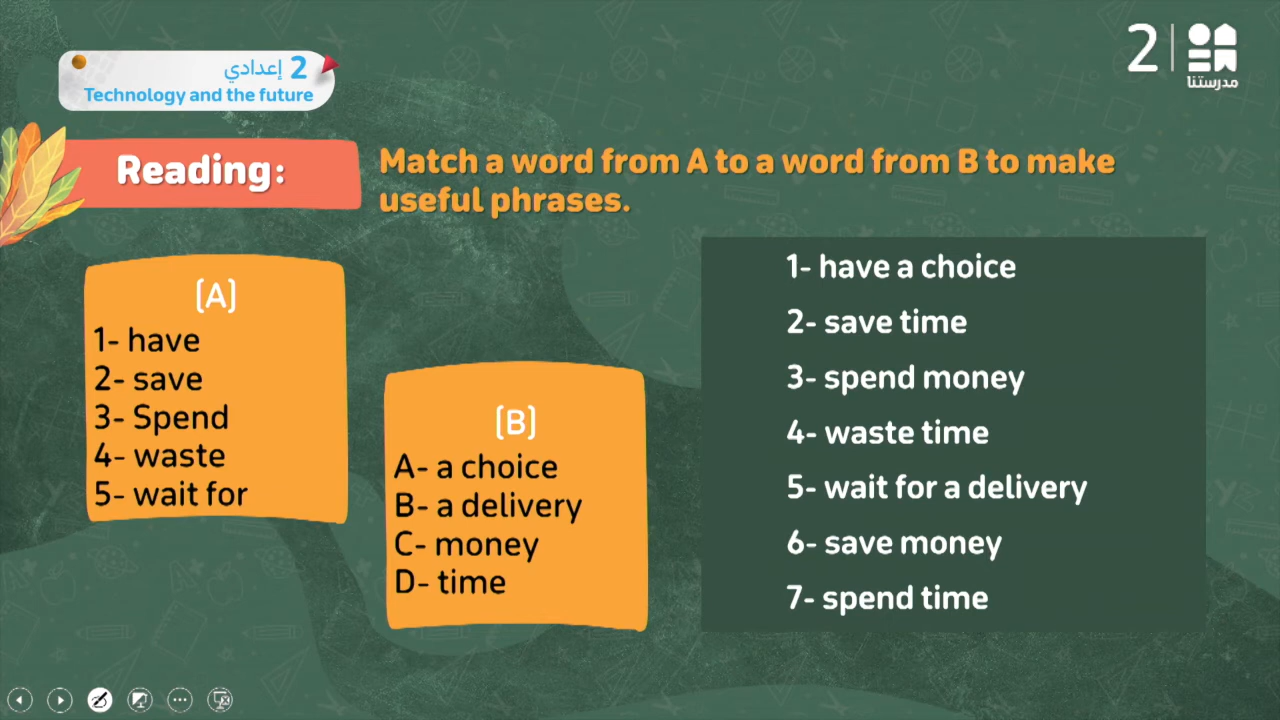 2 إعدادي
Technology and the future
2
مدرستنا
Reading:
Match a word from A to a word from B to make
useful phrases.
(A)
1- have
2- save
3- Spend
4- waste
5- wait for
(B)
A- a choice
B- a delivery
C- money
D- time
1- have a choice
2- save time
3- spend money
4- waste time
5- wait for a delivery
6- save money
7- spend time